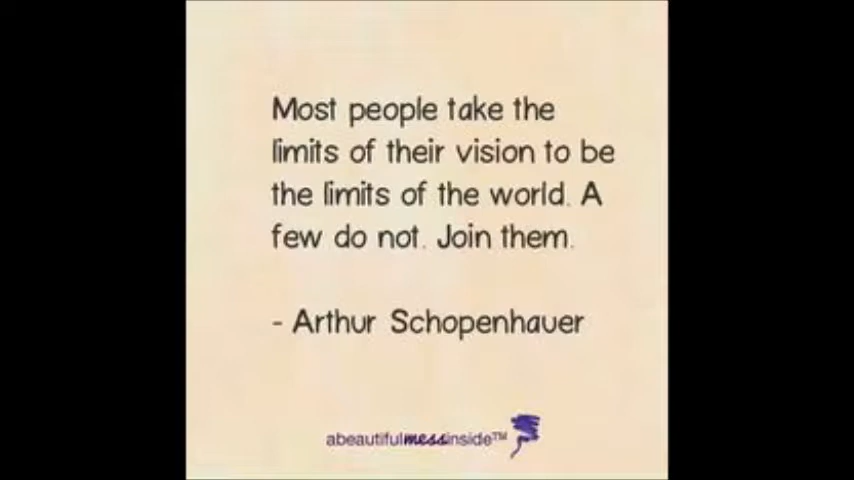 Most people take the
limits of their vision to be
the limits of the world. A
few do not. Join them.
- Arthur Schopenhauer
abeautifulmessinside™